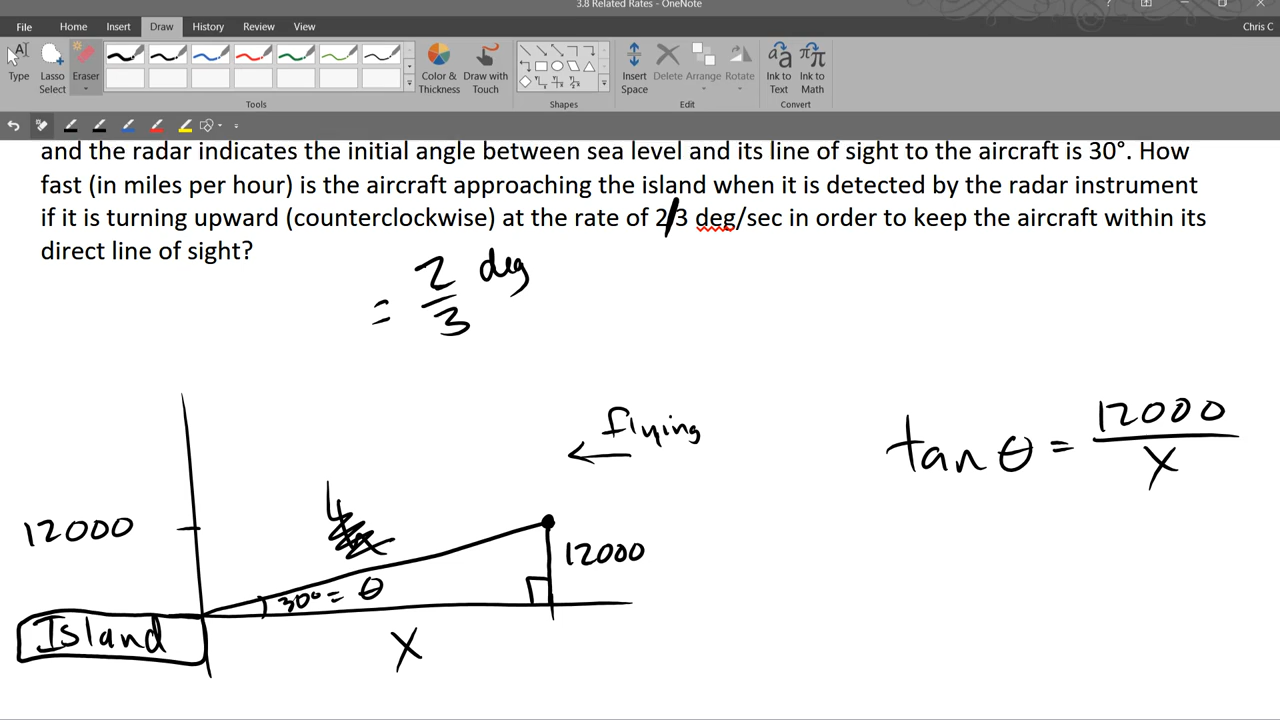 3.8 Related Rates - OneNote
?
File
Home
Insert
Draw
History
Review
View
Chris C
Type
Lasso Select
Eraser
Color & Thickness
Draw with Touch
Insert Space
Delete
Arrange
Rotate
Ink to Text
Ink to Math
Tools
Shapes
Edit
Convert
and the radar indicates the initial angle between sea level and its line of sight to the aircraft is 30°. How
fast (in miles per hour) is the aircraft approaching the island when it is detected by the radar instrument
if it is turning upward (counterclockwise) at the rate of 2/3 deg/sec in order to keep the aircraft within its
direct line of sight?
= 2/3 deg
← flying
tan θ = 12000/x
12000
12000
30° = θ
Island
x